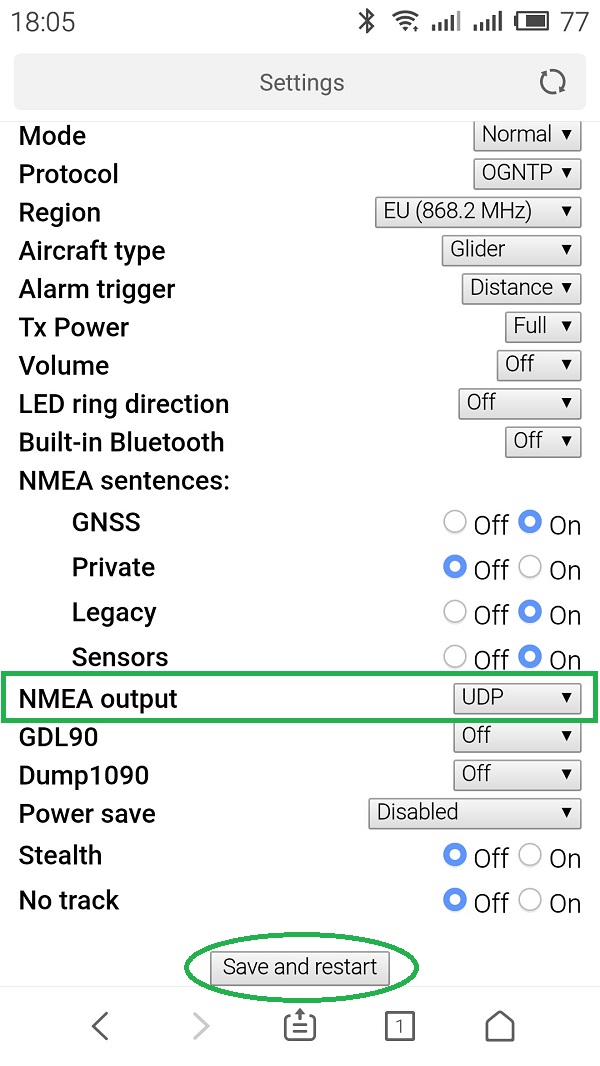 18:05 77
Settings
Mode Normal ▼
Protocol OGNTP ▼
Region EU (868.2 MHz) ▼
Aircraft type Glider ▼
Alarm trigger Distance ▼
Tx Power Full ▼
Volume Off ▼
LED ring direction Off ▼
Built-in Bluetooth Off ▼
NMEA sentences:
GNSS Off On
Private Off On
Legacy Off On
Sensors Off On
NMEA output UDP ▼
GDL90 Off ▼
Dump1090 Off ▼
Power save Disabled ▼
Stealth Off On
No track Off On
Save and restart
1